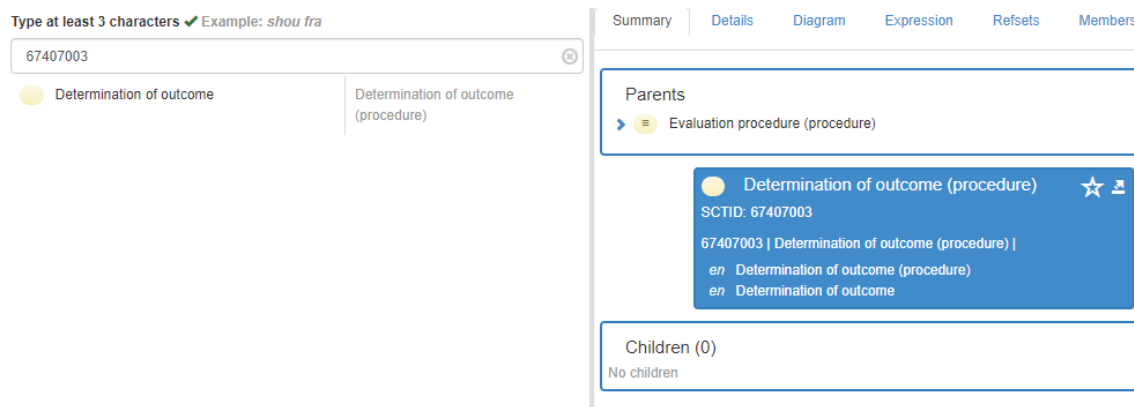 Type at least 3 characters ✔ Example: shou fra
67407003
Determination of outcome
Determination of outcome
(procedure)
Summary Details Diagram Expression Refsets Members
Parents
Evaluation procedure (procedure)
Determination of outcome (procedure)
SCTID: 67407003
67407003 | Determination of outcome (procedure) |
en Determination of outcome (procedure)
en Determination of outcome
Children (0)
No children